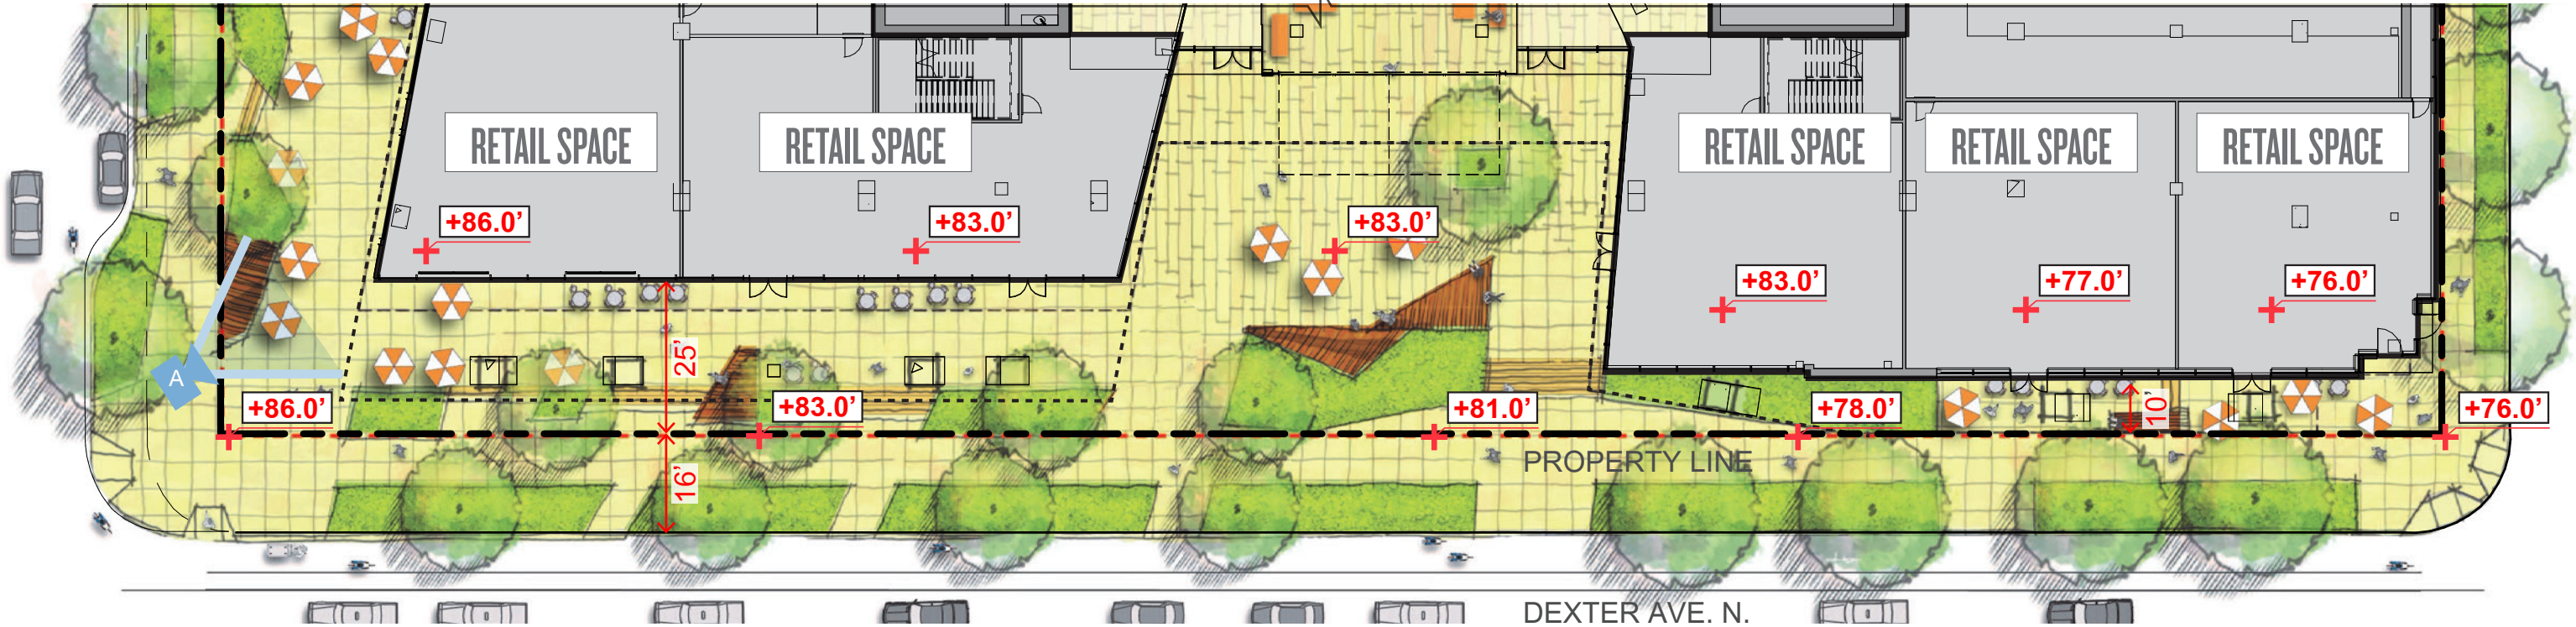 RETAIL SPACE
RETAIL SPACE
RETAIL SPACE
RETAIL SPACE
RETAIL SPACE
+86.0’
+83.0’
+83.0’
+83.0’
+77.0’
+76.0’
25’
A
+86.0’
+83.0’
+81.0’
+78.0’
10’
+76.0’
PROPERTY LINE
16’
DEXTER AVE. N.